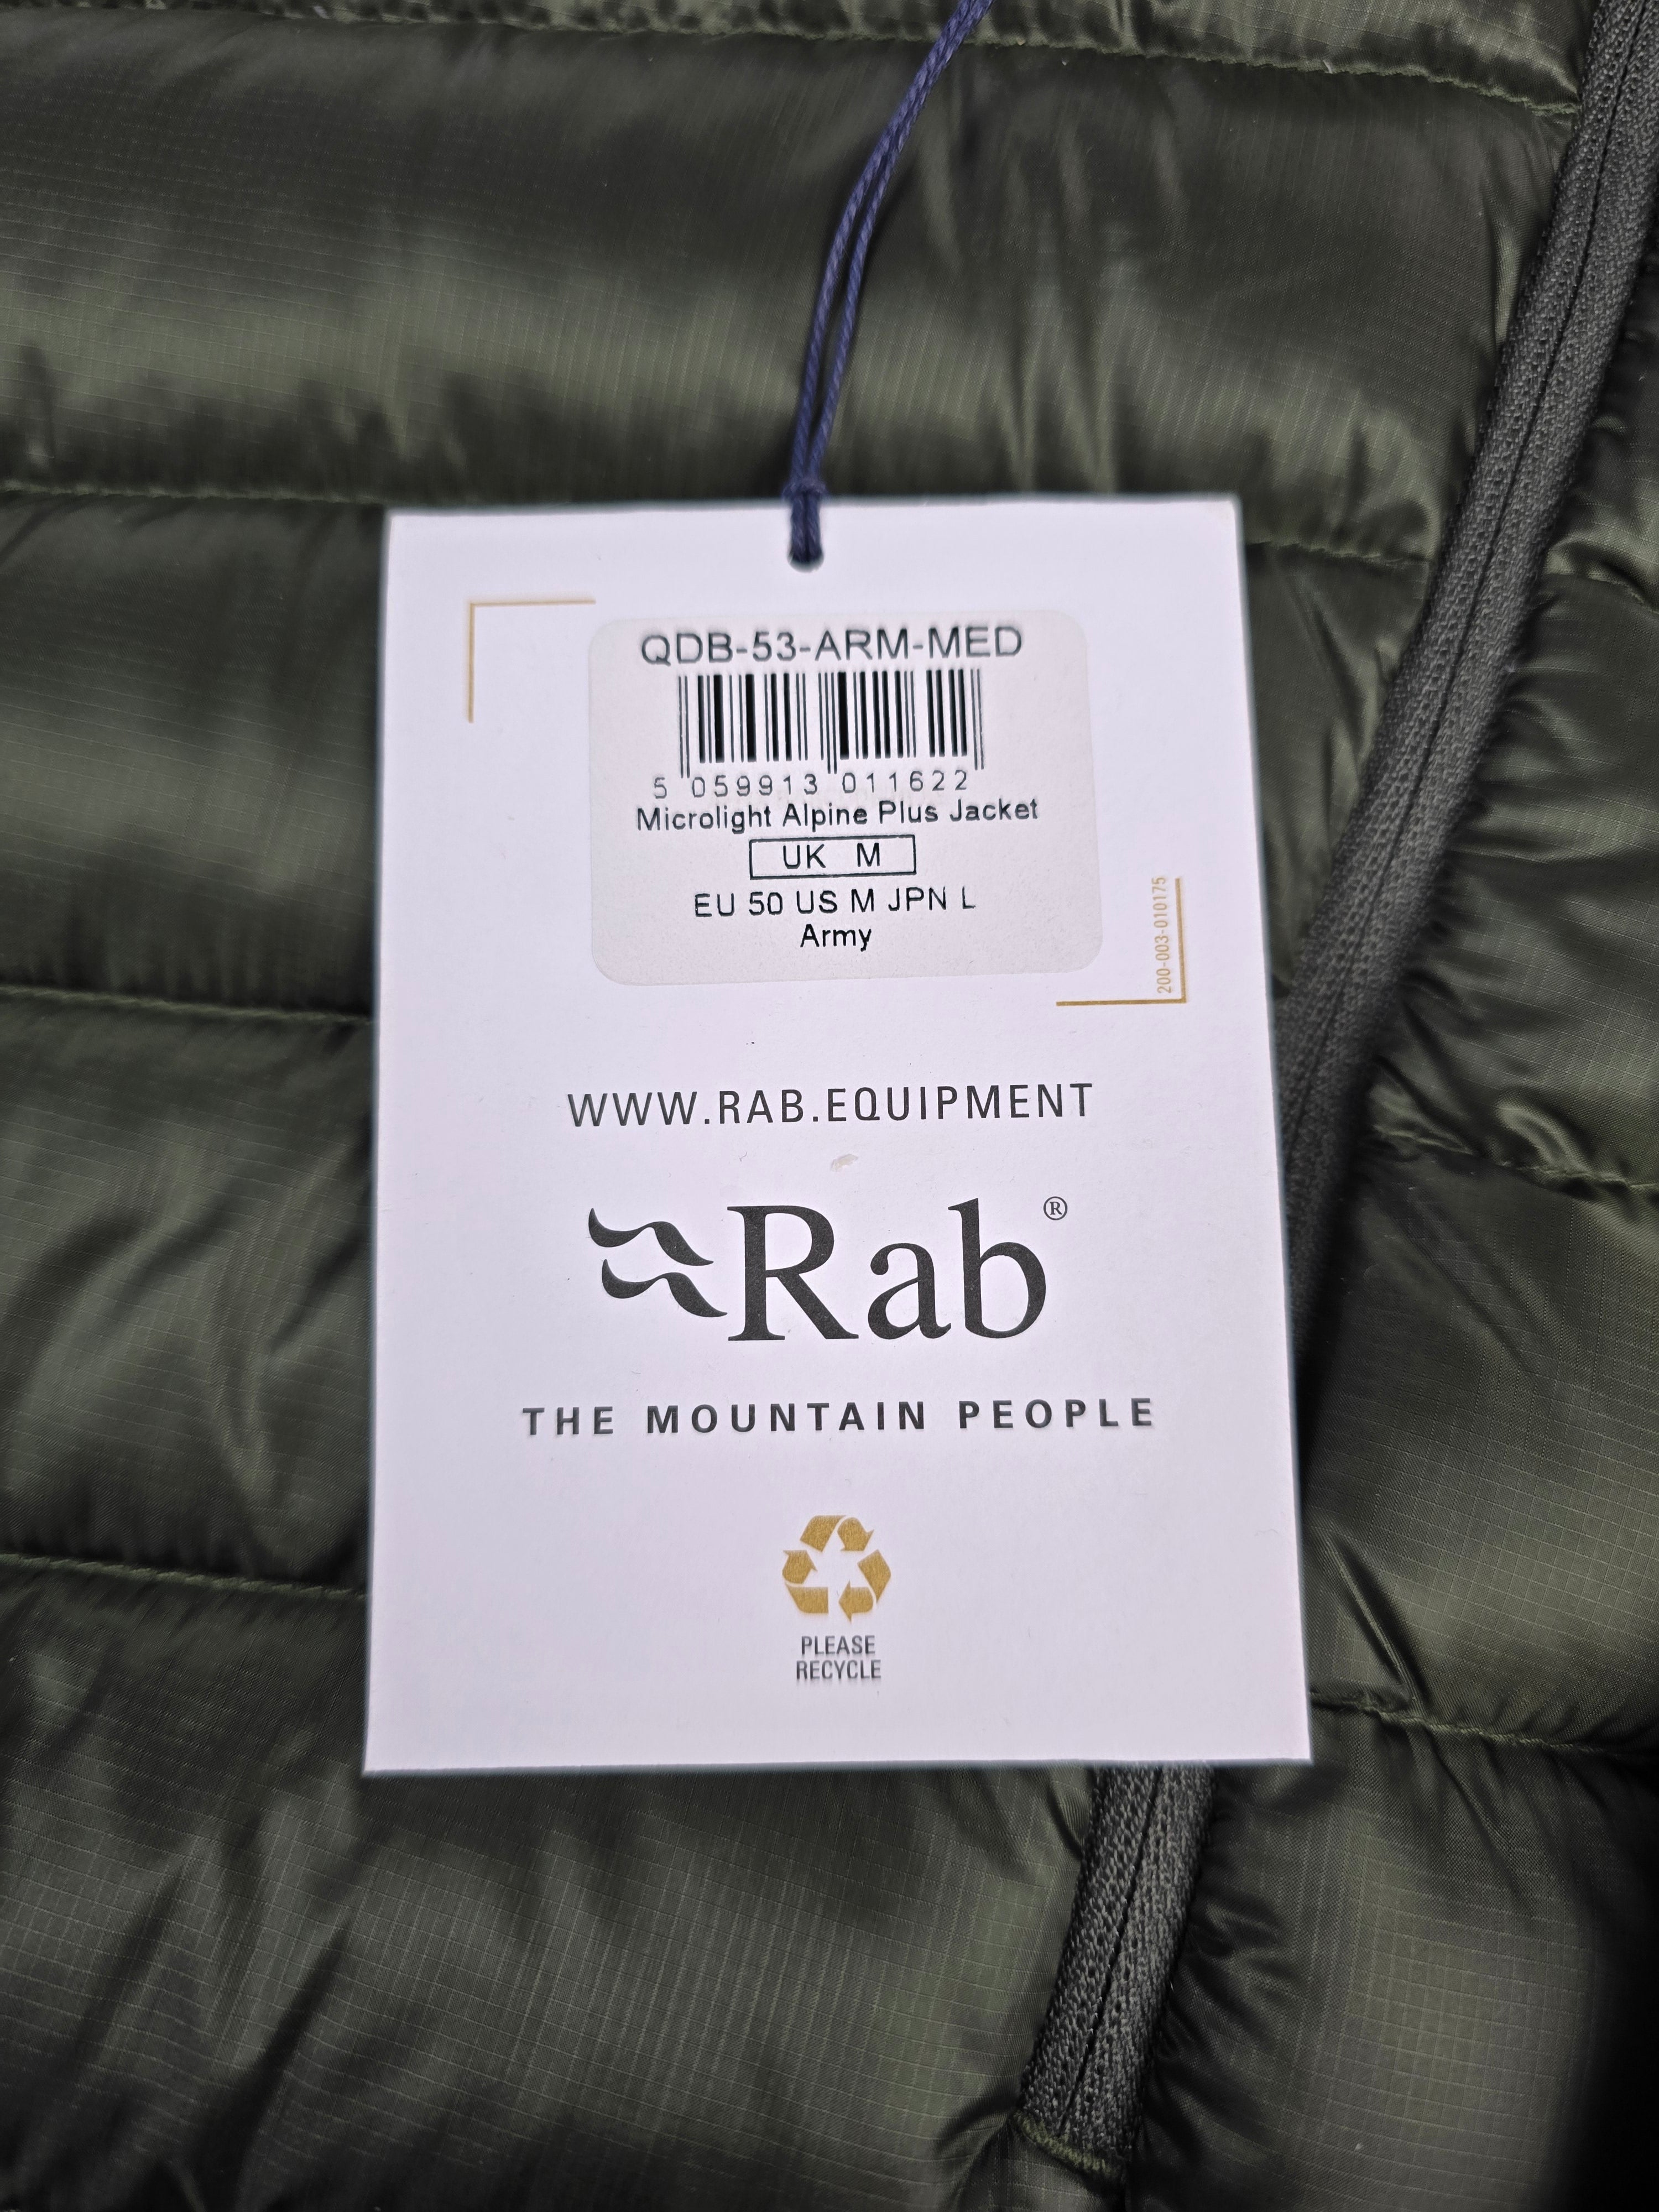 QDB-53-ARM-MED
5 059913 011622
Microlight Alpine Plus Jacket
UK M
EU 50 US M JPN L
Army
200-003-010175
WWW.RAB.EQUIPMENT
Rab®
THE MOUNTAIN PEOPLE
PLEASE
RECYCLE